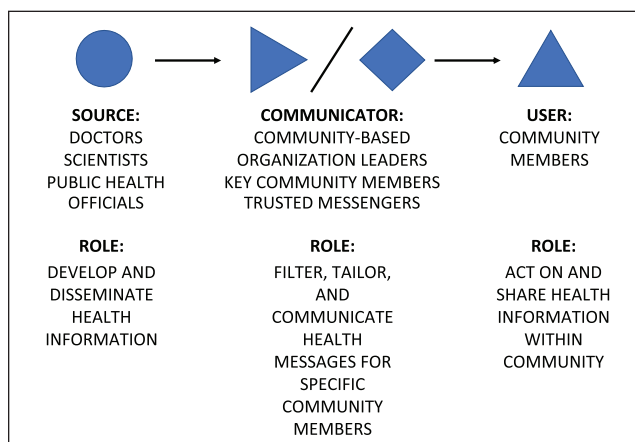 SOURCE:
DOCTORS
SCIENTISTS
PUBLIC HEALTH
OFFICIALS
COMMUNICATOR:
COMMUNITY-BASED
ORGANIZATION LEADERS
KEY COMMUNITY MEMBERS
TRUSTED MESSENGERS
USER:
COMMUNITY
MEMBERS
ROLE:
DEVELOP AND
DISSEMINATE
HEALTH
INFORMATION
ROLE:
FILTER, TAILOR,
AND
COMMUNICATE
HEALTH
MESSAGES FOR
SPECIFIC
COMMUNITY
MEMBERS
ROLE:
ACT ON AND
SHARE HEALTH
INFORMATION
WITHIN
COMMUNITY